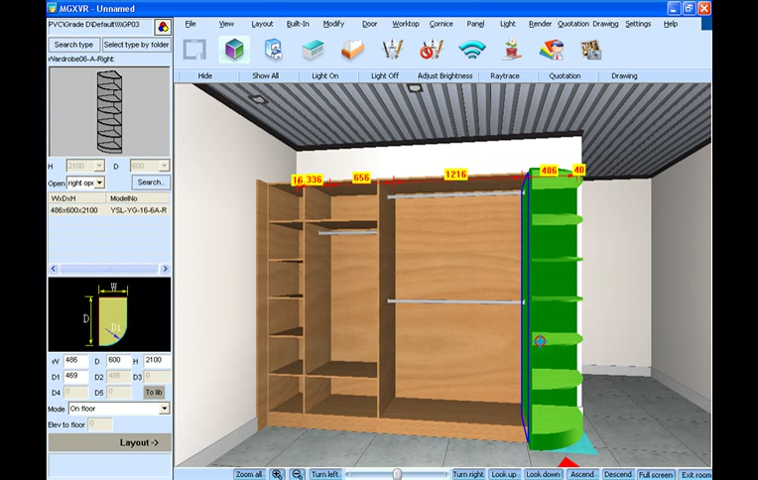 MGXVR - Unnamed
File View Layout Built-In Modify Door Worktop Cornice Panel Light Render Quotation Drawing Settings Help
Search type Select type by folder
Wardrobe06-A-Right:
Hide Show All Light On Light Off Adjust Brightness Raytrace Quotation Drawing
H 2100 D 600
Open right op Search..
WxDxH ModelNo
486x600x2100 YSL-YG-16-6A-R
16 336 656 1216 486 40
W
D
D1
W 486 D 600 H 2100
D1 469 D2 486 D3 0
D4 0 D5 0 To lib
Mode On floor
Elev to floor 0
Layout ->
Zoom all Turn left Turn right Look up Look down Ascend Descend Full screen Exit room